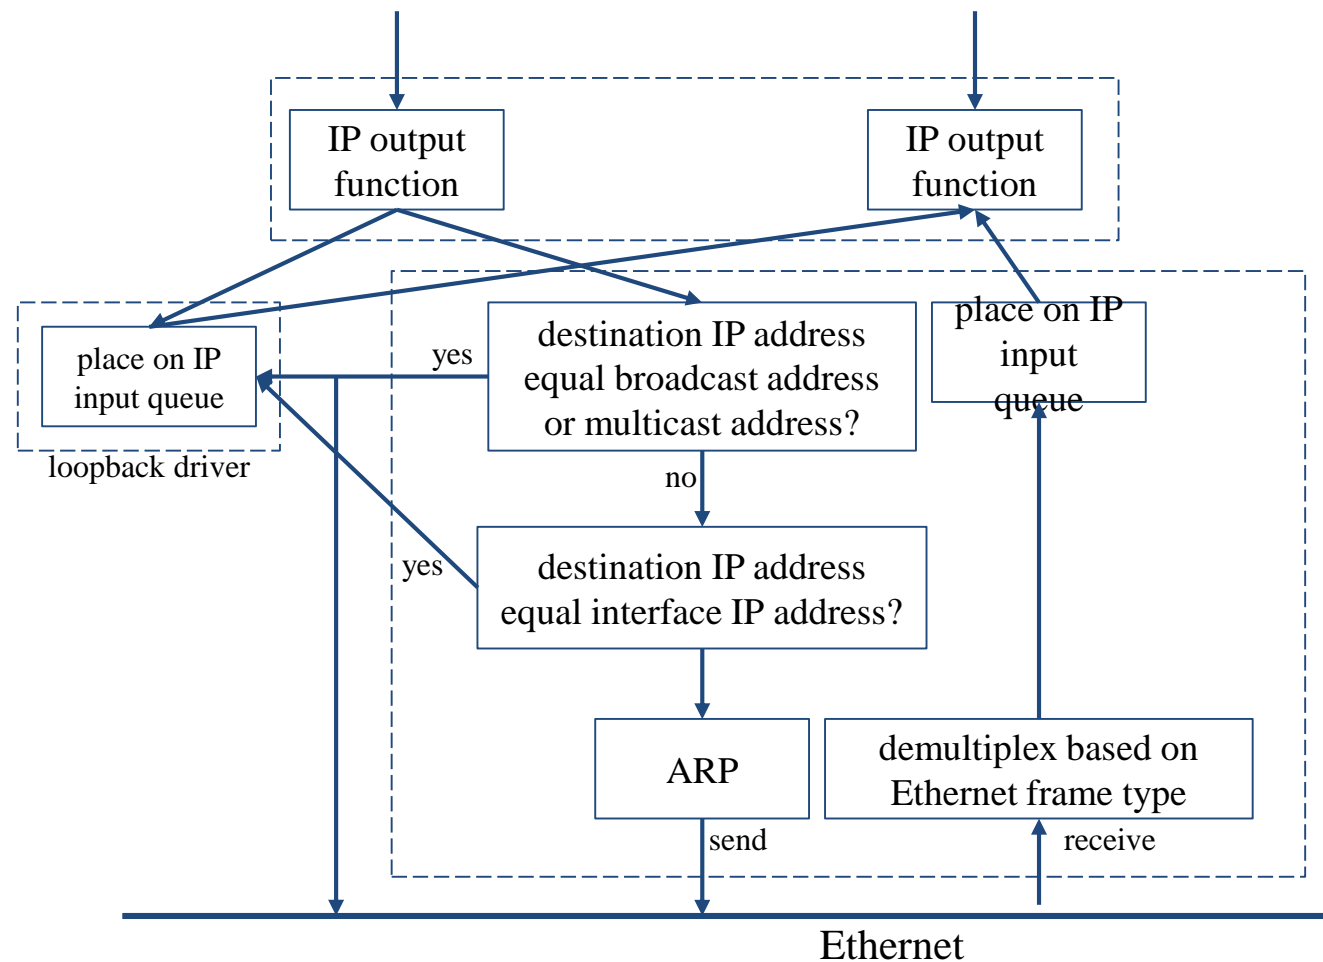 IP output
function
IP output
function
place on IP
input queue
loopback driver
yes
destination IP address
equal broadcast address
or multicast address?
place on IP
input
queue
no
yes
destination IP address
equal interface IP address?
ARP
demultiplex based on
Ethernet frame type
send
receive
Ethernet